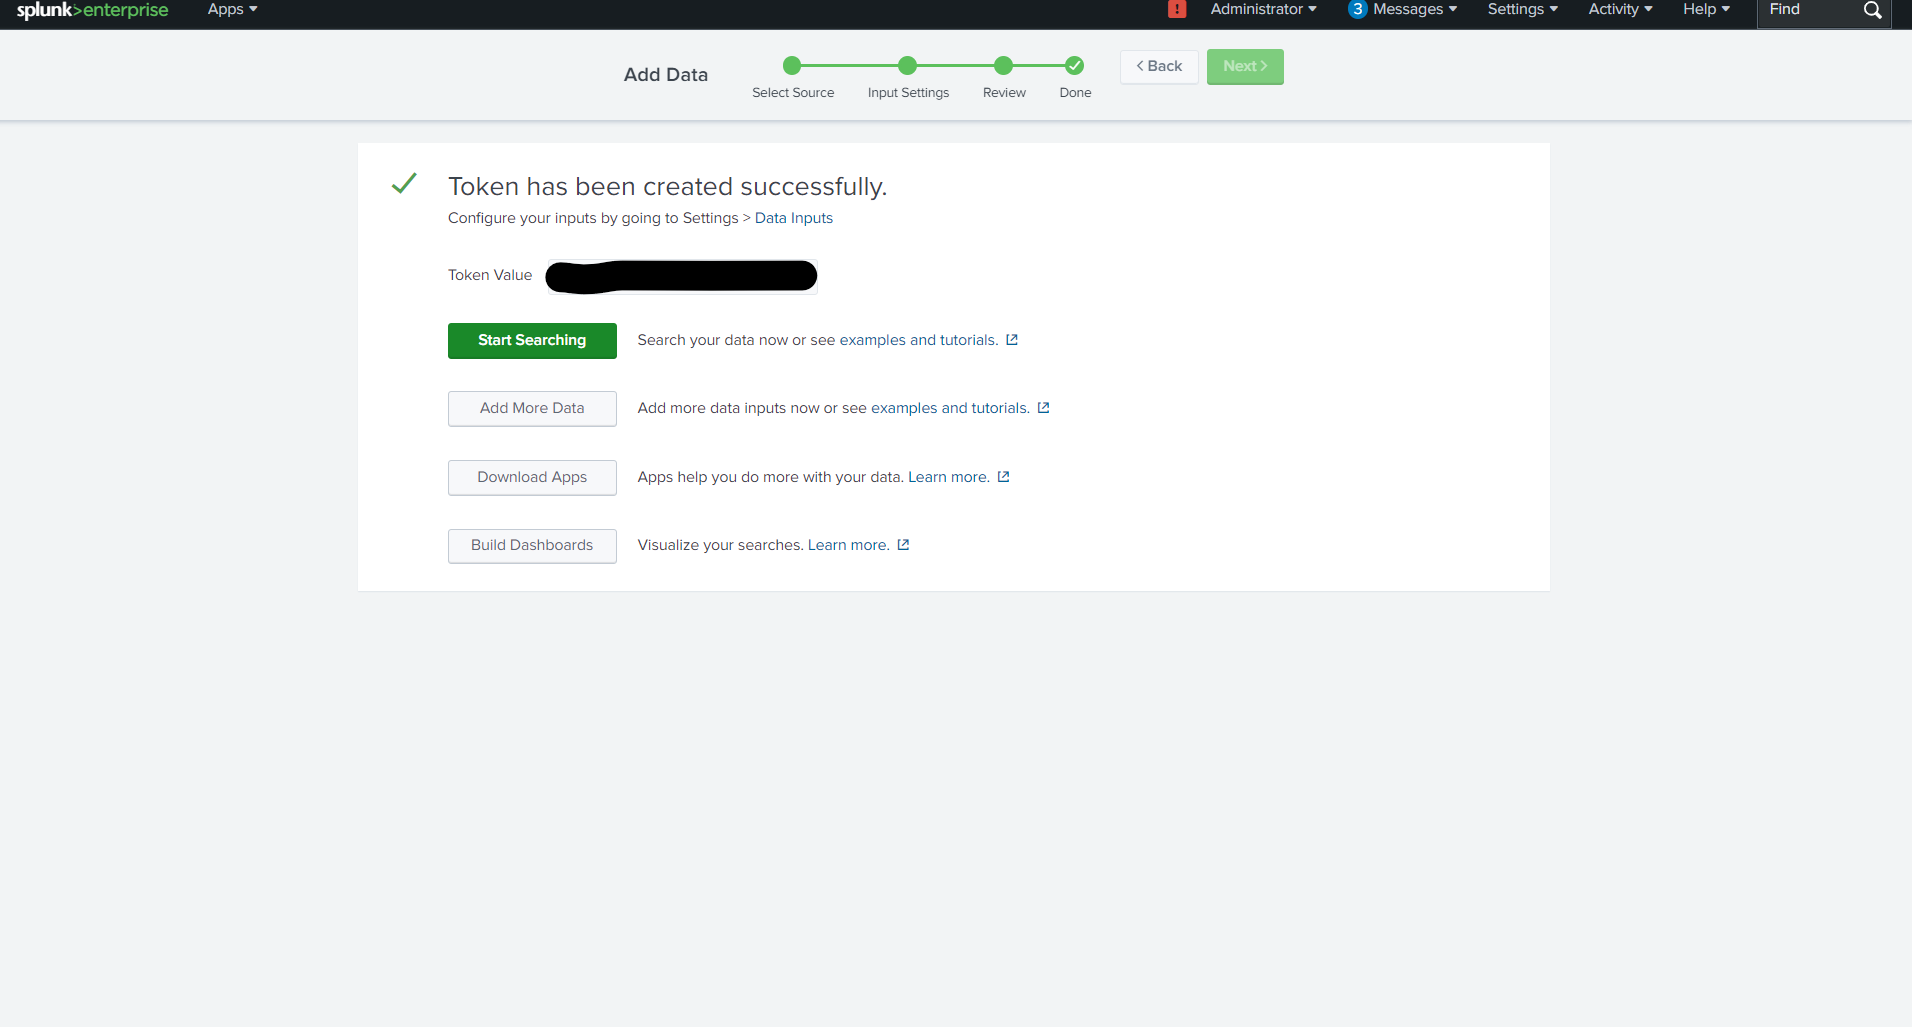 splunk>enterprise Apps Administrator 3 Messages Settings Activity Help Find
Add Data
Select Source Input Settings Review Done
< Back Next >
Token has been created successfully.
Configure your inputs by going to Settings > Data Inputs
Token Value
Start Searching Search your data now or see examples and tutorials.
Add More Data Add more data inputs now or see examples and tutorials.
Download Apps Apps help you do more with your data. Learn more.
Build Dashboards Visualize your searches. Learn more.